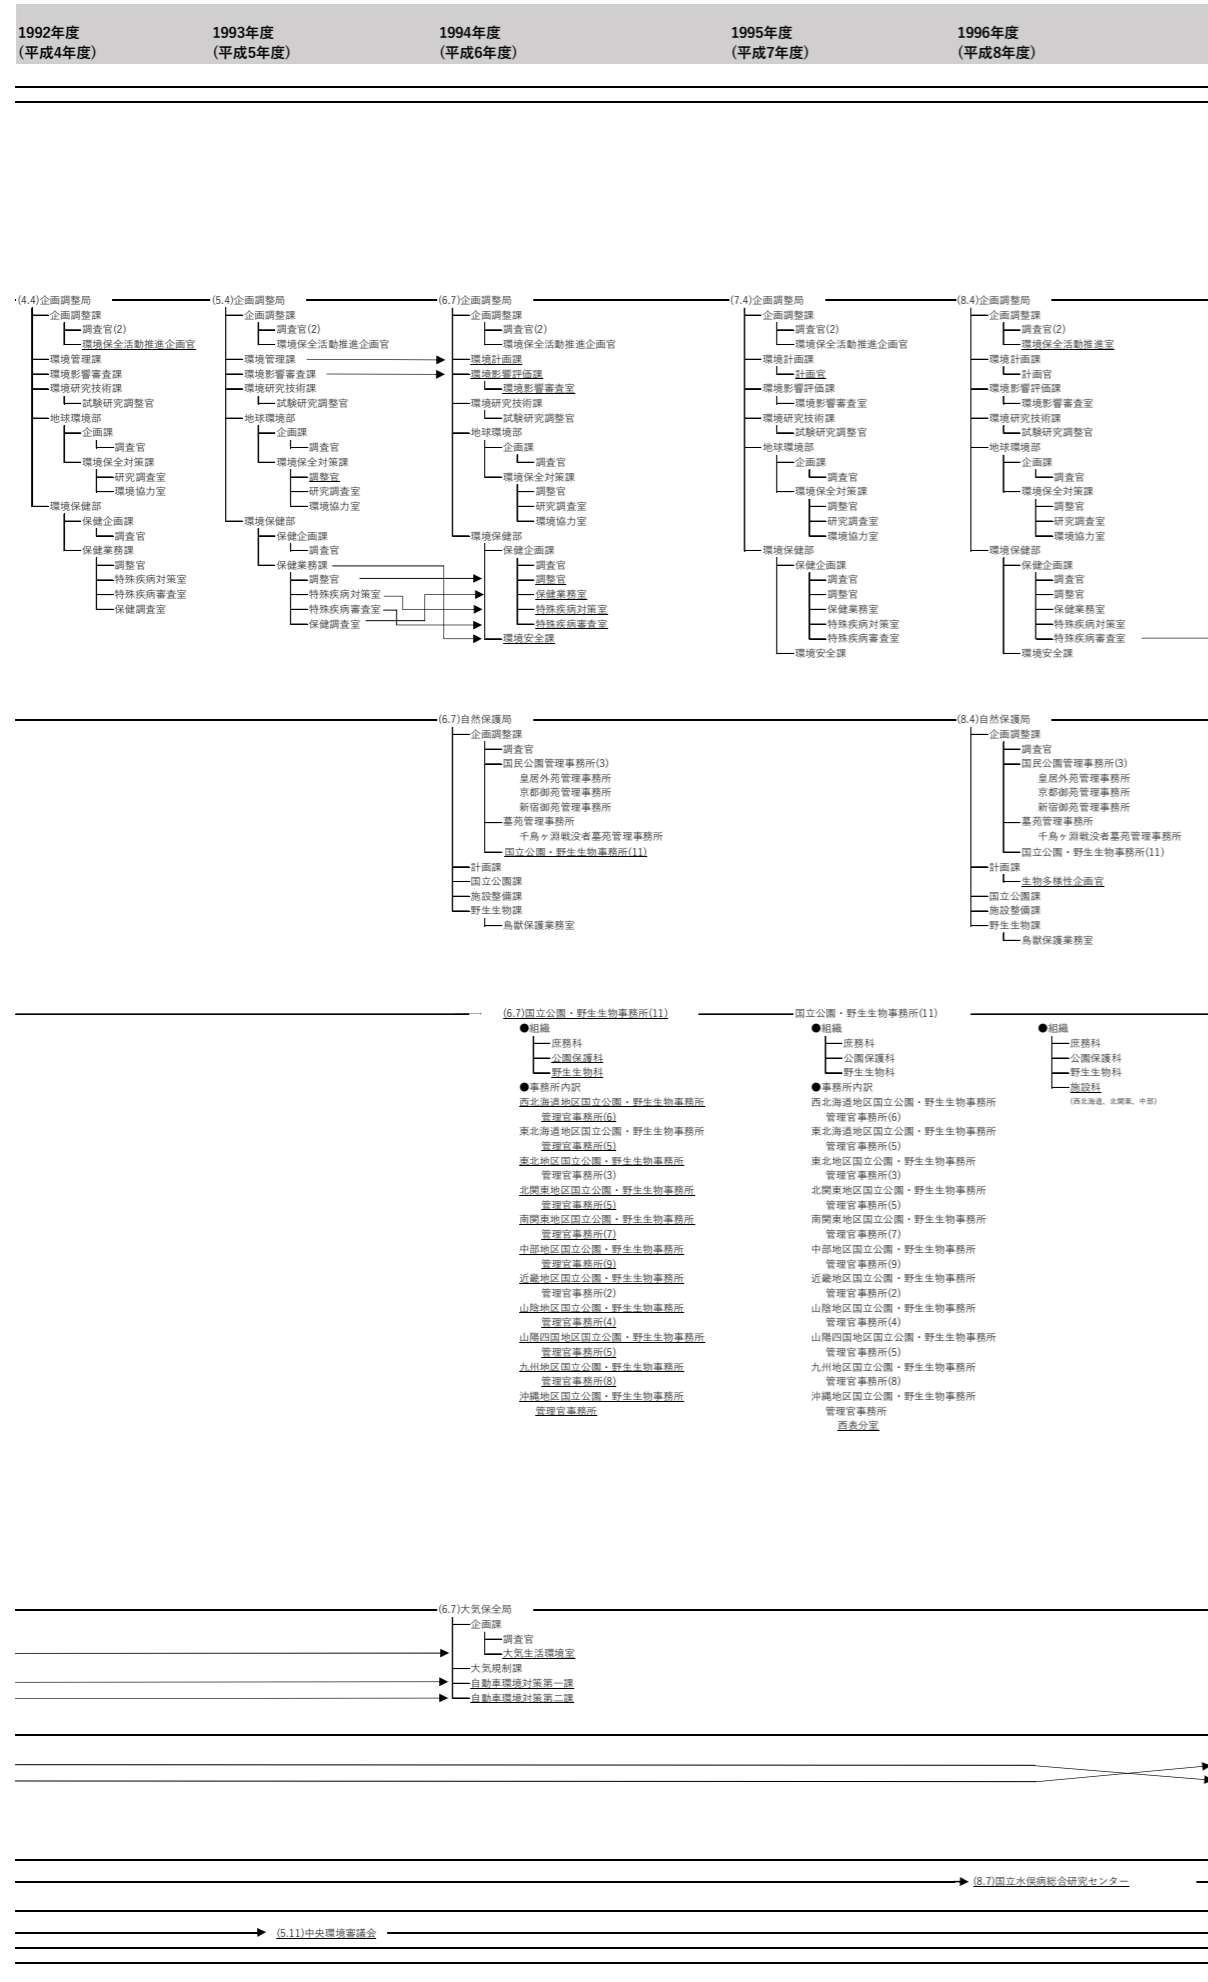 1992年度
(平成4年度)
1993年度
(平成5年度)
1994年度
(平成6年度)
1995年度
(平成7年度)
1996年度
(平成8年度)
(4.4)企画調整局
企画調整課
調査官(2)
環境保全活動推進企画官
環境管理課
環境影響審査課
環境研究技術課
試験研究調整官
地球環境部
企画課
調査官
環境保全対策課
研究調査室
環境協力室
環境保健部
保健企画課
調査官
保健業務課
調整官
特殊疾病対策室
特殊疾病審査室
保健調査室
(5.4)企画調整局
企画調整課
調査官(2)
環境保全活動推進企画官
環境管理課
環境影響審査課
環境研究技術課
試験研究調整官
地球環境部
企画課
調査官
環境保全対策課
調整官
研究調査室
環境協力室
環境保健部
保健企画課
調査官
保健業務課
調整官
特殊疾病対策室
特殊疾病審査室
保健調査室
(6.7)企画調整局
企画調整課
調査官(2)
環境保全活動推進企画官
環境計画課
環境影響評価課
環境影響審査室
環境研究技術課
試験研究調整官
地球環境部
企画課
調査官
環境保全対策課
調整官
研究調査室
環境協力室
環境保健部
保健企画課
調査官
調整官
保健業務室
特殊疾病対策室
特殊疾病審査室
環境安全課
(7.4)企画調整局
企画調整課
調査官(2)
環境保全活動推進企画官
環境計画課
計画官
環境影響評価課
環境影響審査室
環境研究技術課
試験研究調整官
地球環境部
企画課
調査官
環境保全対策課
調整官
研究調査室
環境協力室
環境保健部
保健企画課
調査官
調整官
保健業務室
特殊疾病対策室
特殊疾病審査室
環境安全課
(8.4)企画調整局
企画調整課
調査官(2)
環境保全活動推進室
環境計画課
計画官
環境影響評価課
環境影響審査室
環境研究技術課
試験研究調整官
地球環境部
企画課
調査官
環境保全対策課
調整官
研究調査室
環境協力室
環境保健部
保健企画課
調査官
調整官
保健業務室
特殊疾病対策室
特殊疾病審査室
環境安全課
(6.7)自然保護局
企画調整課
調査官
国民公園管理事務所(3)
皇居外苑管理事務所
京都御苑管理事務所
新宿御苑管理事務所
墓苑管理事務所
千鳥ヶ淵戦没者墓苑管理事務所
国立公園・野生生物事務所(11)
計画課
国立公園課
施設整備課
野生生物課
鳥獣保護業務室
(8.4)自然保護局
企画調整課
調査官
国民公園管理事務所(3)
皇居外苑管理事務所
京都御苑管理事務所
新宿御苑管理事務所
墓苑管理事務所
千鳥ヶ淵戦没者墓苑管理事務所
国立公園・野生生物事務所(11)
計画課
生物多様性企画官
国立公園課
施設整備課
野生生物課
鳥獣保護業務室
(6.7)国立公園・野生生物事務所(11)
●組織
庶務科
公園保護科
野生生物科
●事務所内訳
西北海道地区国立公園・野生生物事務所
管理官事務所(6)
東北海道地区国立公園・野生生物事務所
管理官事務所(5)
東北地区国立公園・野生生物事務所
管理官事務所(3)
北関東地区国立公園・野生生物事務所
管理官事務所(5)
南関東地区国立公園・野生生物事務所
管理官事務所(7)
中部地区国立公園・野生生物事務所
管理官事務所(9)
近畿地区国立公園・野生生物事務所
管理官事務所(2)
山陰地区国立公園・野生生物事務所
管理官事務所(4)
山陽四国地区国立公園・野生生物事務所
管理官事務所(5)
九州地区国立公園・野生生物事務所
管理官事務所(8)
沖縄地区国立公園・野生生物事務所
管理官事務所
国立公園・野生生物事務所(11)
●組織
庶務科
公園保護科
野生生物科
●事務所内訳
西北海道地区国立公園・野生生物事務所
管理官事務所(6)
東北海道地区国立公園・野生生物事務所
管理官事務所(5)
東北地区国立公園・野生生物事務所
管理官事務所(3)
北関東地区国立公園・野生生物事務所
管理官事務所(5)
南関東地区国立公園・野生生物事務所
管理官事務所(7)
中部地区国立公園・野生生物事務所
管理官事務所(9)
近畿地区国立公園・野生生物事務所
管理官事務所(2)
山陰地区国立公園・野生生物事務所
管理官事務所(4)
山陽四国地区国立公園・野生生物事務所
管理官事務所(5)
九州地区国立公園・野生生物事務所
管理官事務所(8)
沖縄地区国立公園・野生生物事務所
管理官事務所
西表分室
●組織
庶務科
公園保護科
野生生物科
施設科
(西北海道、北関東、中部)
(6.7)大気保全局
企画課
調査官
大気生活環境室
大気規制課
自動車環境対策第一課
自動車環境対策第二課
(8.7)国立水俣病総合研究センター
(5.11)中央環境審議会